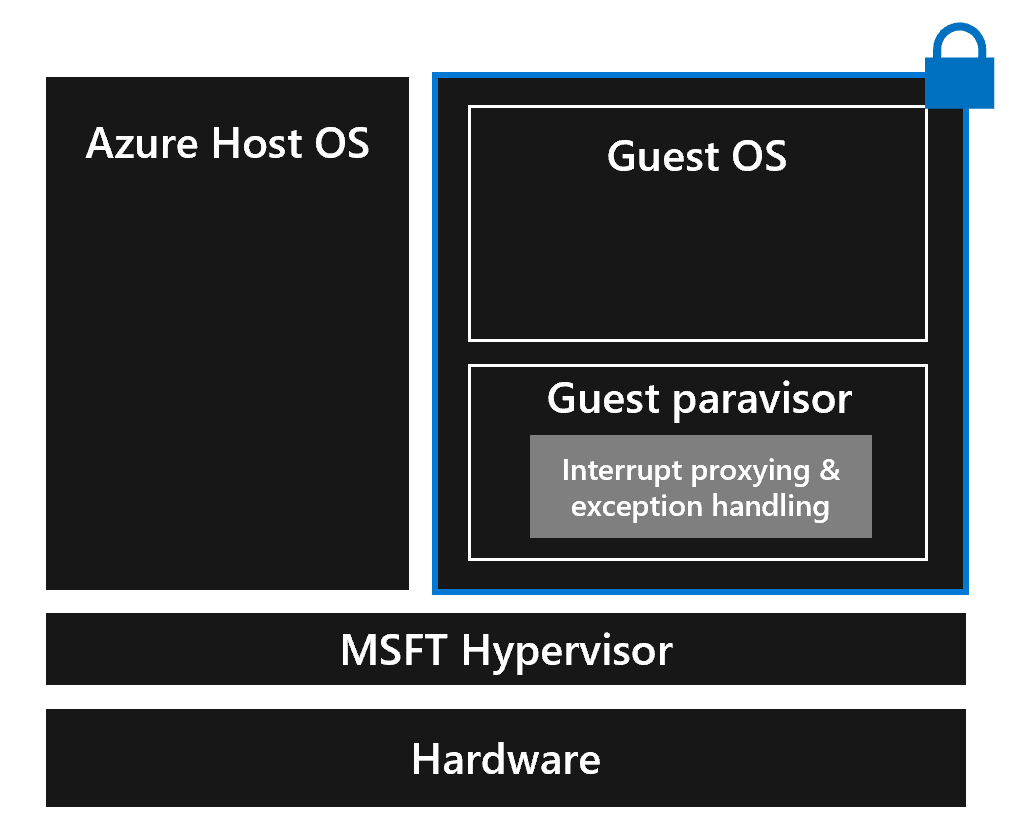 Azure Host OS
Guest OS
Guest paravisor
Interrupt proxying &
exception handling
MSFT Hypervisor
Hardware